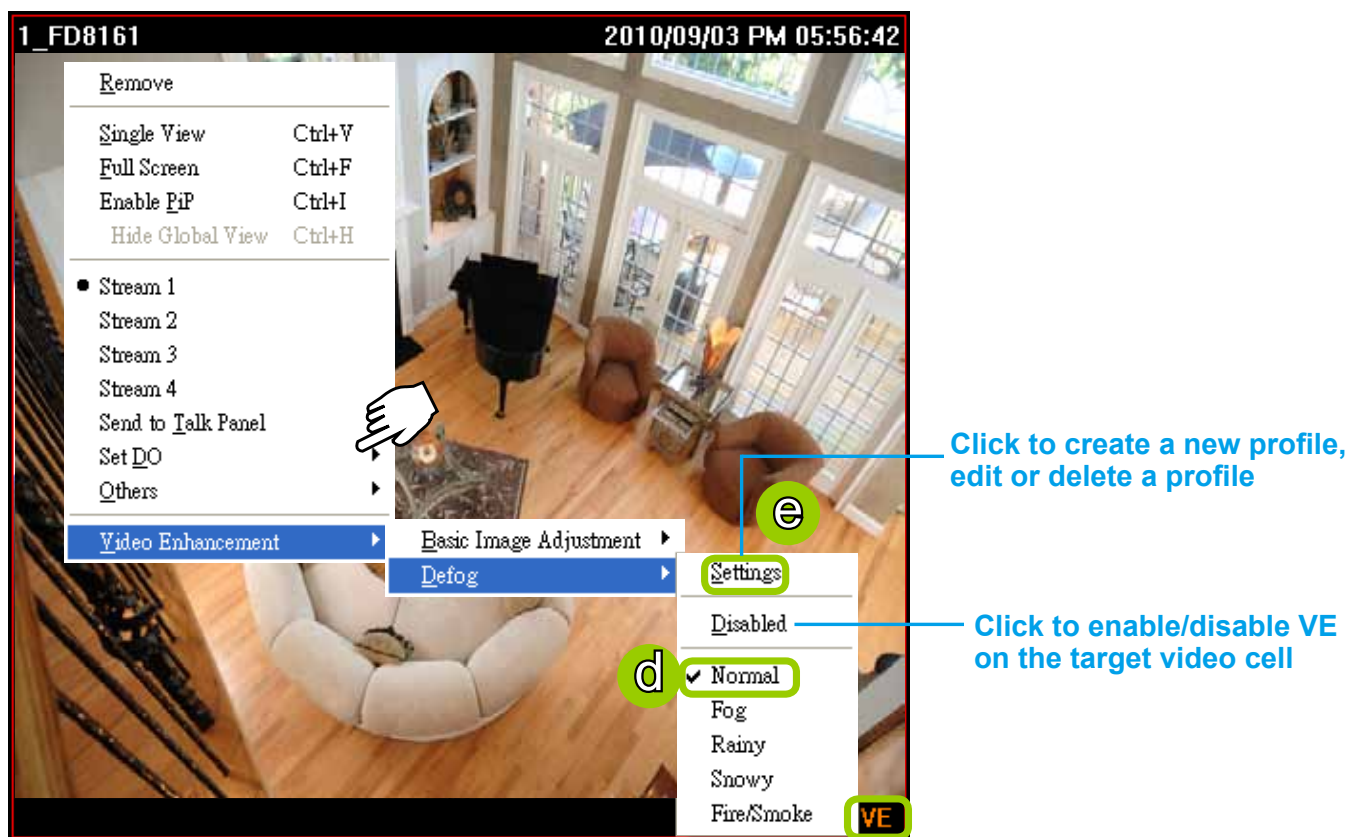 1_FD8161 2010/09/03 PM 05:56:42
Remove
Single View Ctrl+V
Full Screen Ctrl+F
Enable PiP Ctrl+I
Hide Global View Ctrl+H
Stream 1
Stream 2
Stream 3
Stream 4
Send to Talk Panel
Set DO
Others
Video Enhancement
Basic Image Adjustment
Defog
e
Settings
Disabled
d
Normal
Fog
Rainy
Snowy
Fire/Smoke
VE
Click to create a new profile,
edit or delete a profile
Click to enable/disable VE
on the target video cell